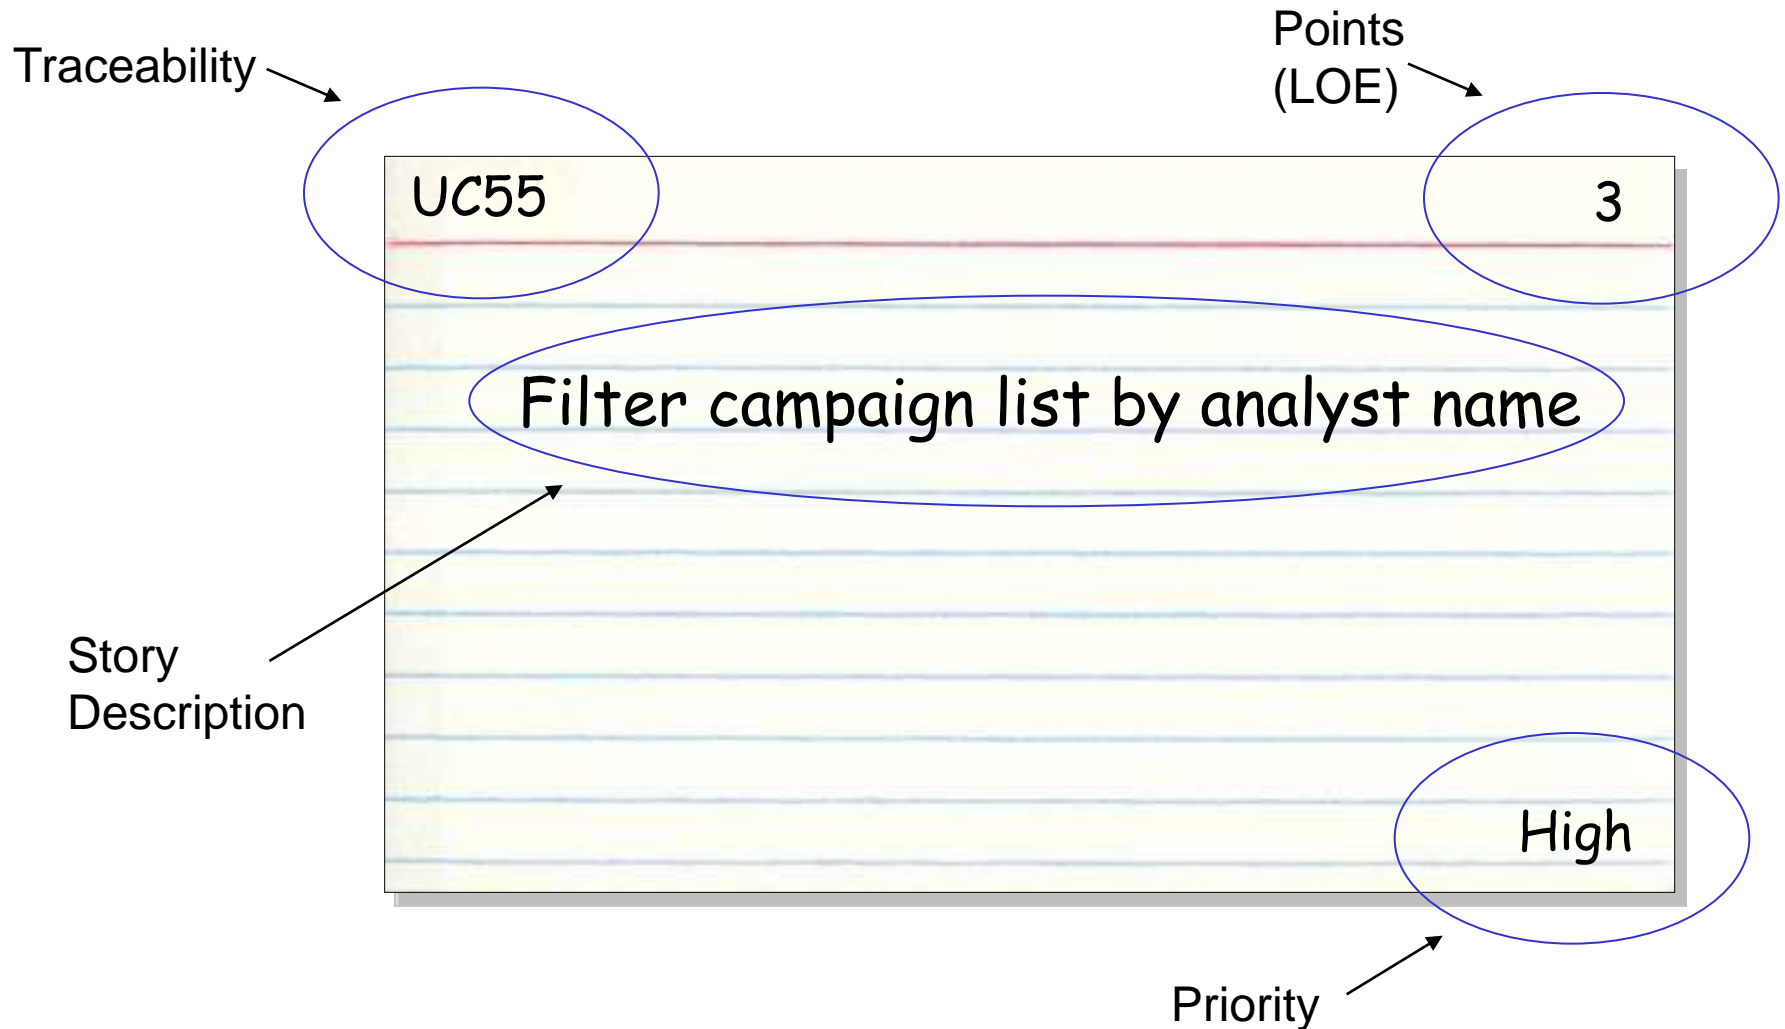 Points
Traceability
(LOE)
UC55
3
Filter campaign list by analyst name
Story
Description
High
Priority